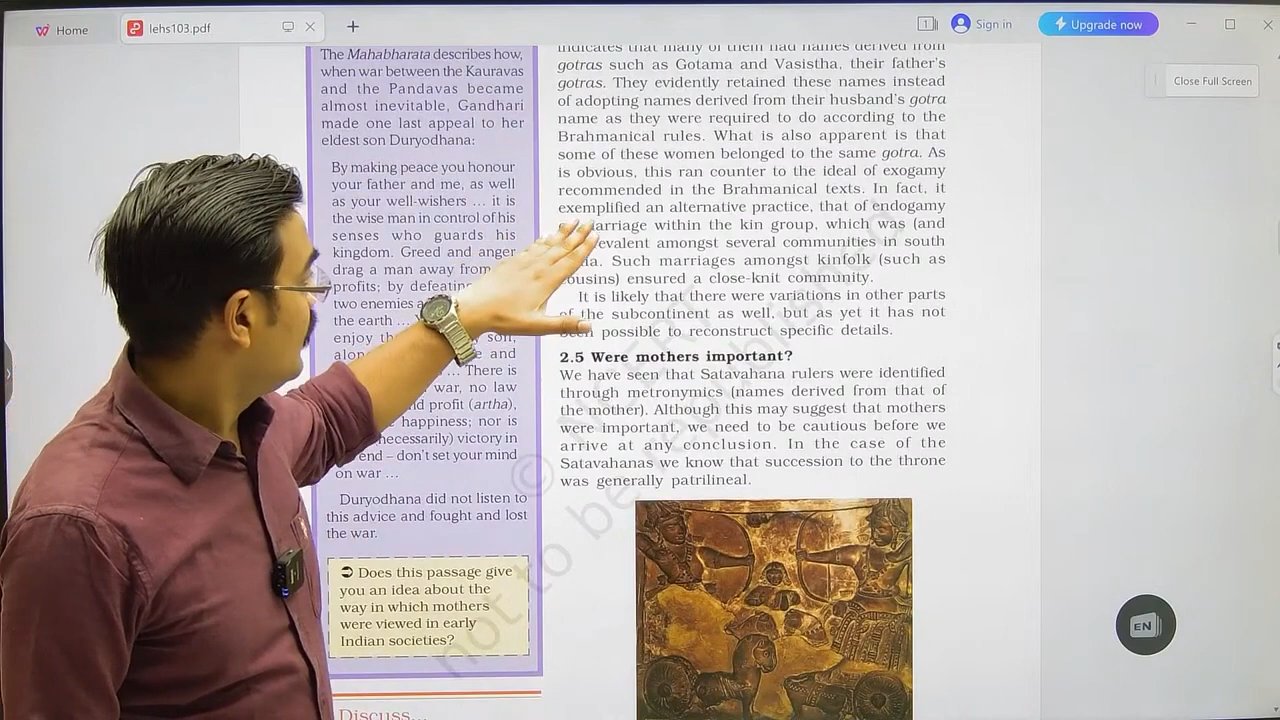 Home
lehs103.pdf
1
Sign in
Upgrade now
Close Full Screen
The Mahabharata describes how,
when war between the Kauravas
and the Pandavas became
almost inevitable, Gandhari
made one last appeal to her
eldest son Duryodhana:
By making peace you honour
your father and me, as well
as your well-wishers ... it is
the wise man in control of his
senses who guards his
kingdom. Greed and anger
drag a man away from
profits; by defeating
two enemies a
the earth ...
enjoy son,
and
... There is
war, no law
profit (artha),
happiness; nor is
necessarily) victory in
end – don't set your mind
on war ...
Duryodhana did not listen to
this advice and fought and lost
the war.
Does this passage give
you an idea about the
way in which mothers
were viewed in early
Indian societies?
Discuss...
indicates that many of them had names derived from
gotras such as Gotama and Vasistha, their father's
gotras. They evidently retained these names instead
of adopting names derived from their husband's gotra
name as they were required to do according to the
Brahmanical rules. What is also apparent is that
some of these women belonged to the same gotra. As
is obvious, this ran counter to the ideal of exogamy
recommended in the Brahmanical texts. In fact, it
exemplified an alternative practice, that of endogamy
marriage within the kin group, which was (and
amongst several communities in south
Such marriages amongst kinfolk (such as
cousins) ensured a close-knit community.
It is likely that there were variations in other parts
of the subcontinent as well, but as yet it has not
been possible to reconstruct specific details.
2.5 Were mothers important?
We have seen that Satavahana rulers were identified
through metronymics (names derived from that of
the mother). Although this may suggest that mothers
were important, we need to be cautious before we
arrive at any conclusion. In the case of the
Satavahanas we know that succession to the throne
was generally patrilineal.
© NCERT
not to be republished
EN